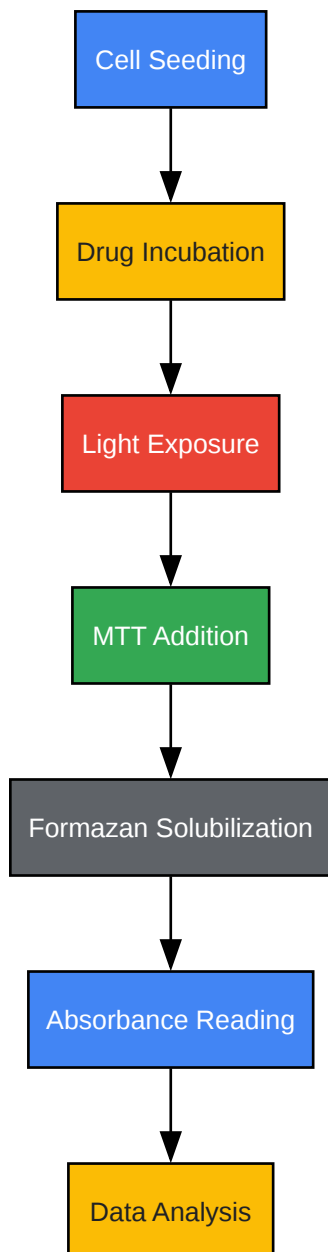 Cell Seeding
Drug Incubation
Light Exposure
MTT Addition
Formazan Solubilization
Absorbance Reading
Data Analysis